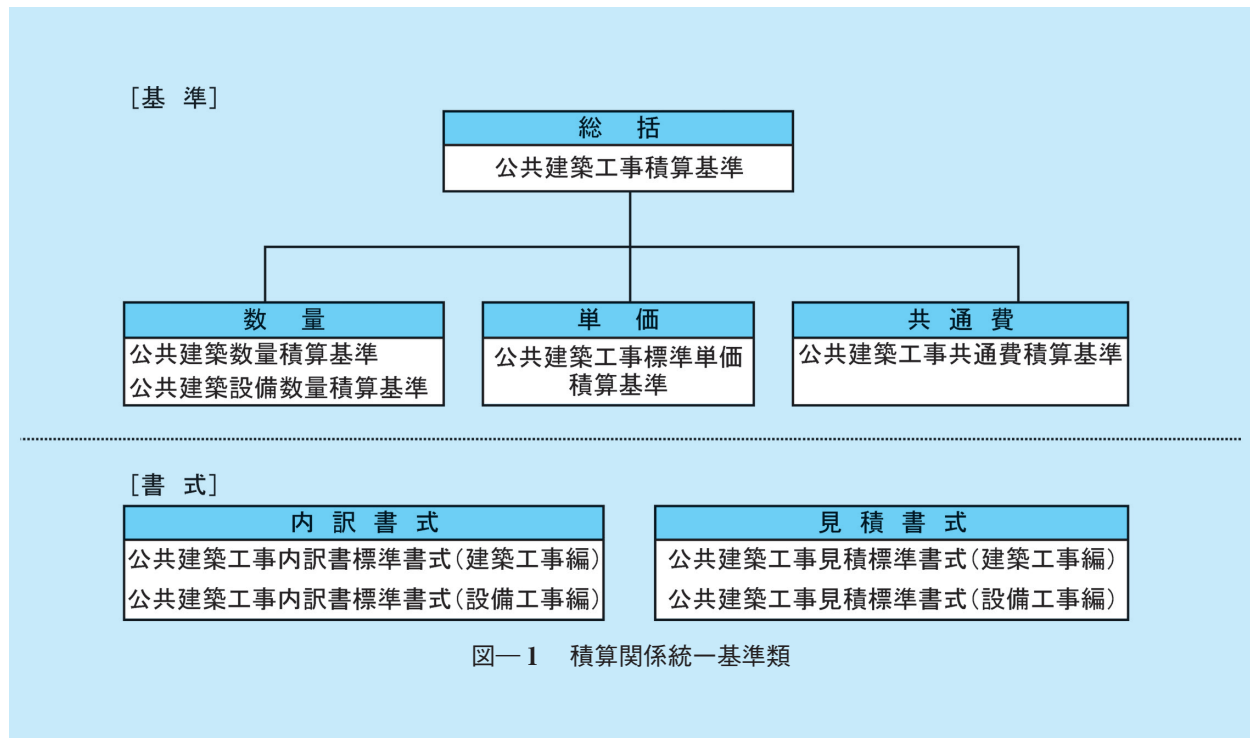 [基 準]
総 括
公共建築工事積算基準
数 量
公共建築数量積算基準
公共建築設備数量積算基準
単 価
公共建築工事標準単価
積算基準
共 通 費
公共建築工事共通費積算基準
[書 式]
内 訳 書 式
公共建築工事内訳書標準書式(建築工事編)
公共建築工事内訳書標準書式(設備工事編)
見 積 書 式
公共建築工事見積標準書式(建築工事編)
公共建築工事見積標準書式(設備工事編)
図―1 積算関係統一基準類